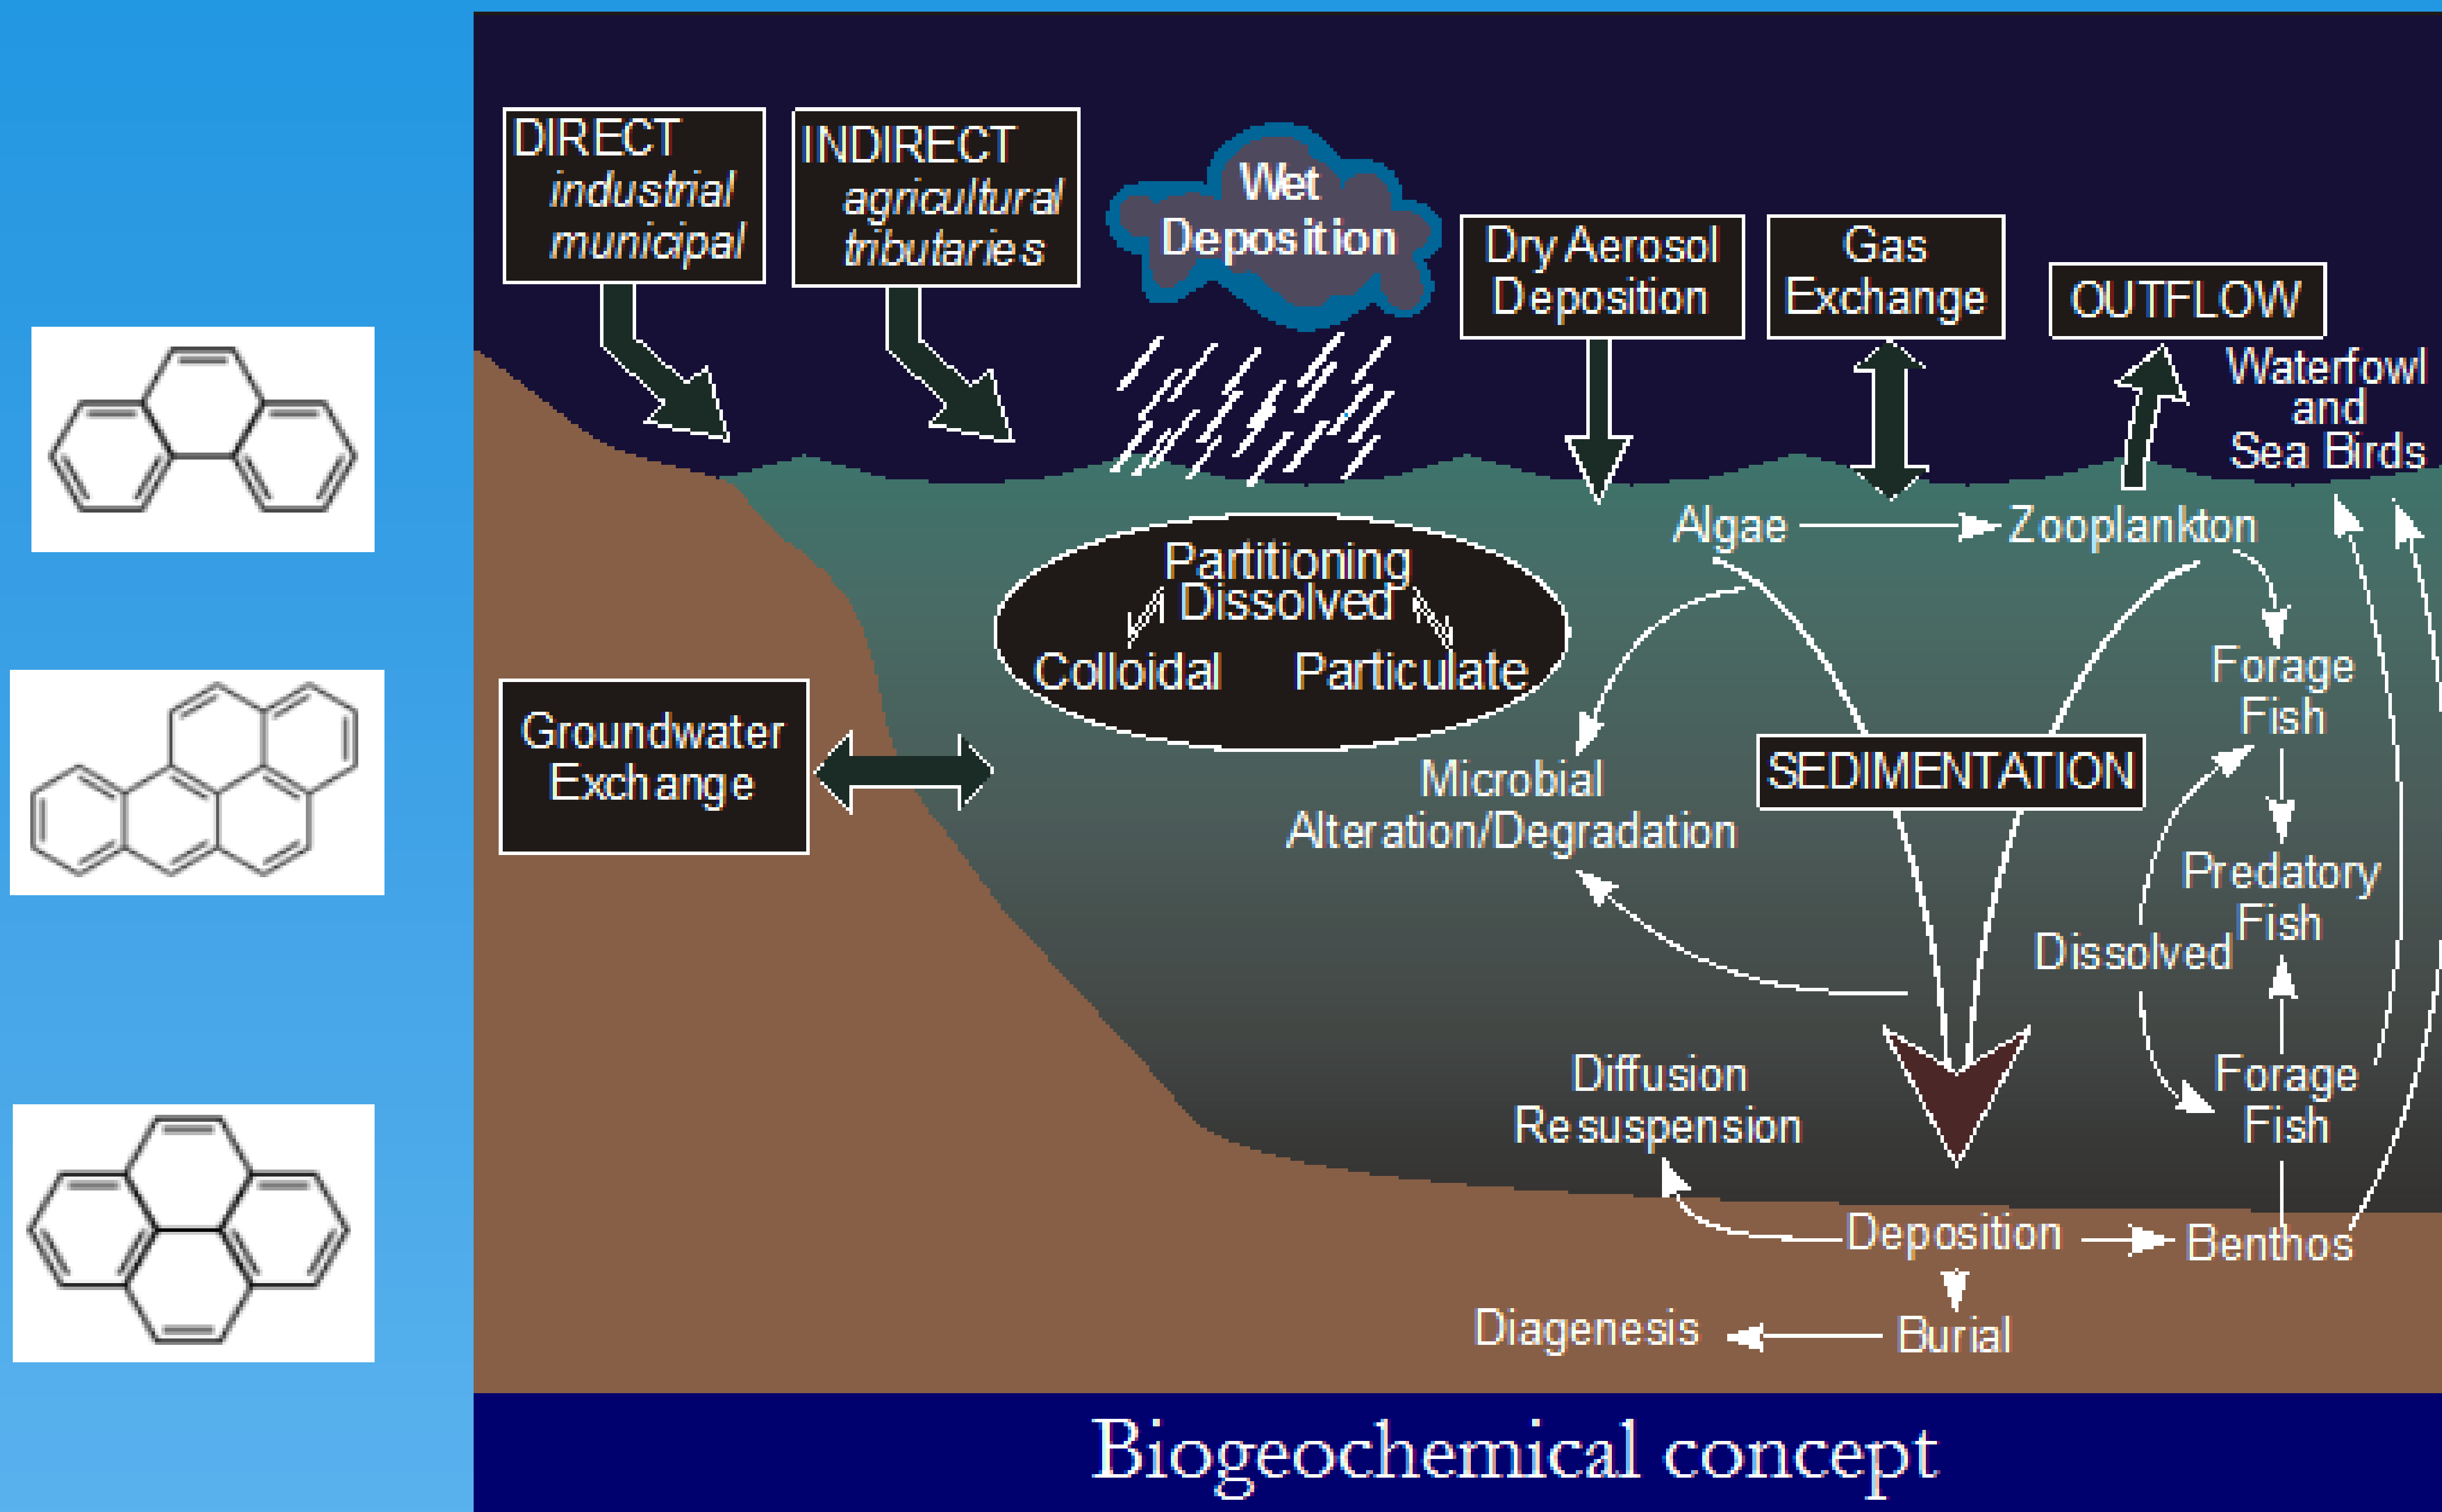 DIRECT
industrial
municipal
INDIRECT
agricultural
tributaries
Wet
Deposition
Dry Aerosol
Deposition
Gas
Exchange
OUTFLOW
Waterfowl
and
Sea Birds
Algae
Zooplankton
Partitioning
Dissolved
Colloidal
Particulate
Forage
Fish
Groundwater
Exchange
Microbial
Alteration/Degradation
SEDIMENTATION
Predatory
Fish
Dissolved
Diffusion
Resuspension
Forage
Fish
Deposition
Benthos
Diagenesis
Burial
Biogeochemical concept